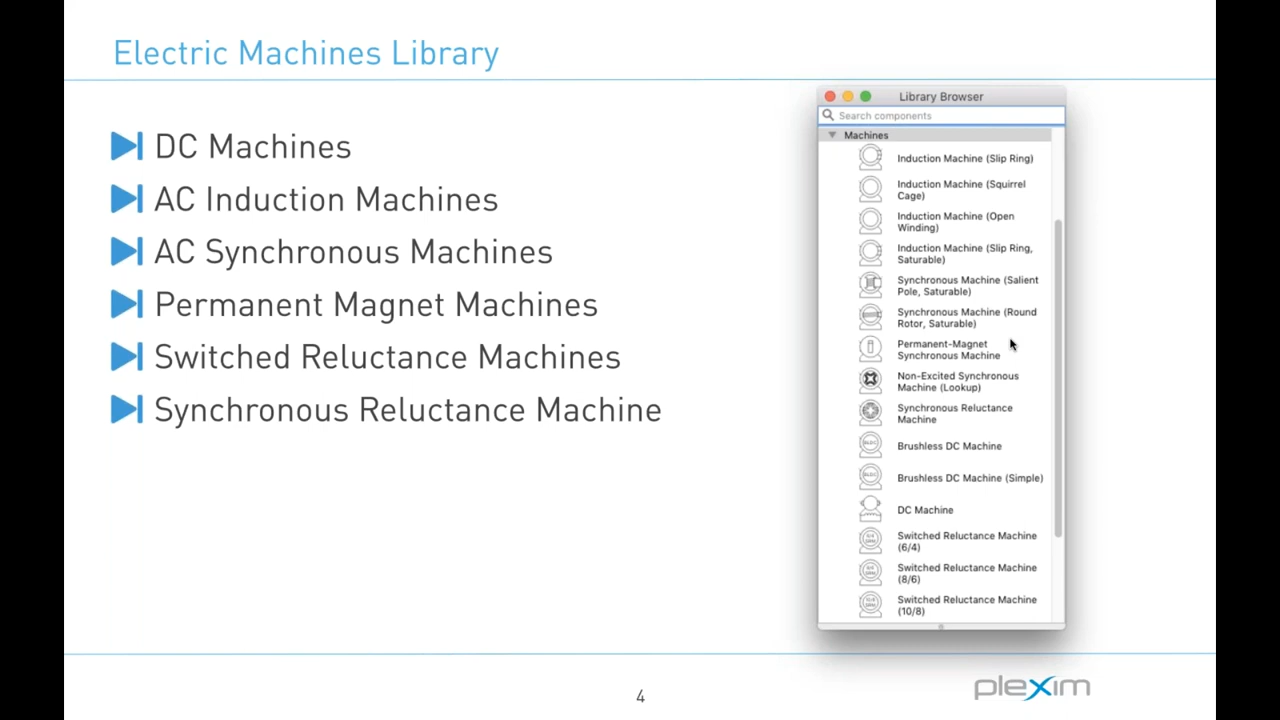 Electric Machines Library
DC Machines
AC Induction Machines
AC Synchronous Machines
Permanent Magnet Machines
Switched Reluctance Machines
Synchronous Reluctance Machine
Library Browser
Search components
Machines
Induction Machine (Slip Ring)
Induction Machine (Squirrel
Cage)
Induction Machine (Open
Winding)
Induction Machine (Slip Ring,
Saturable)
Synchronous Machine (Salient
Pole, Saturable)
Synchronous Machine (Round
Rotor, Saturable)
Permanent-Magnet
Synchronous Machine
Non-Excited Synchronous
Machine (Lookup)
Synchronous Reluctance
Machine
Brushless DC Machine
Brushless DC Machine (Simple)
DC Machine
Switched Reluctance Machine
(6/4)
Switched Reluctance Machine
(8/6)
Switched Reluctance Machine
(10/8)
4
plexim